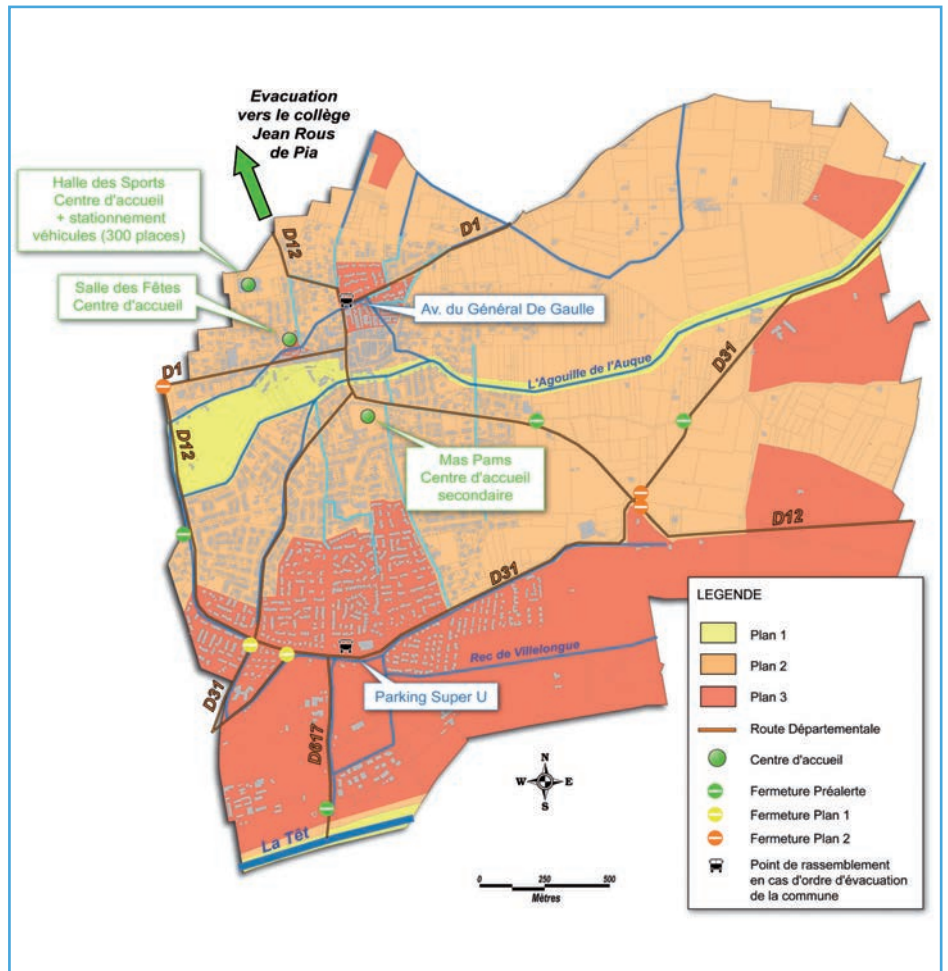 Evacuation
vers le collège
Jean Rous
de Pia
Halle des Sports
Centre d'accueil
+ stationnement
véhicules (300 places)
D12
D1
Salle des Fêtes
Centre d'accueil
Av. du Général De Gaulle
D1
L'Agouille de l'Auque
D31
D12
Mas Pams
Centre d'accueil
secondaire
D12
D31
Rec de Villelongue
Parking Super U
D31
D617
La Têt
N
W
E
S
0
250
500
Mètres
LEGENDE
Plan 1
Plan 2
Plan 3
Route Départementale
Centre d'accueil
Fermeture Préalerte
Fermeture Plan 1
Fermeture Plan 2
Point de rassemblement
en cas d'ordre d'évacuation
de la commune